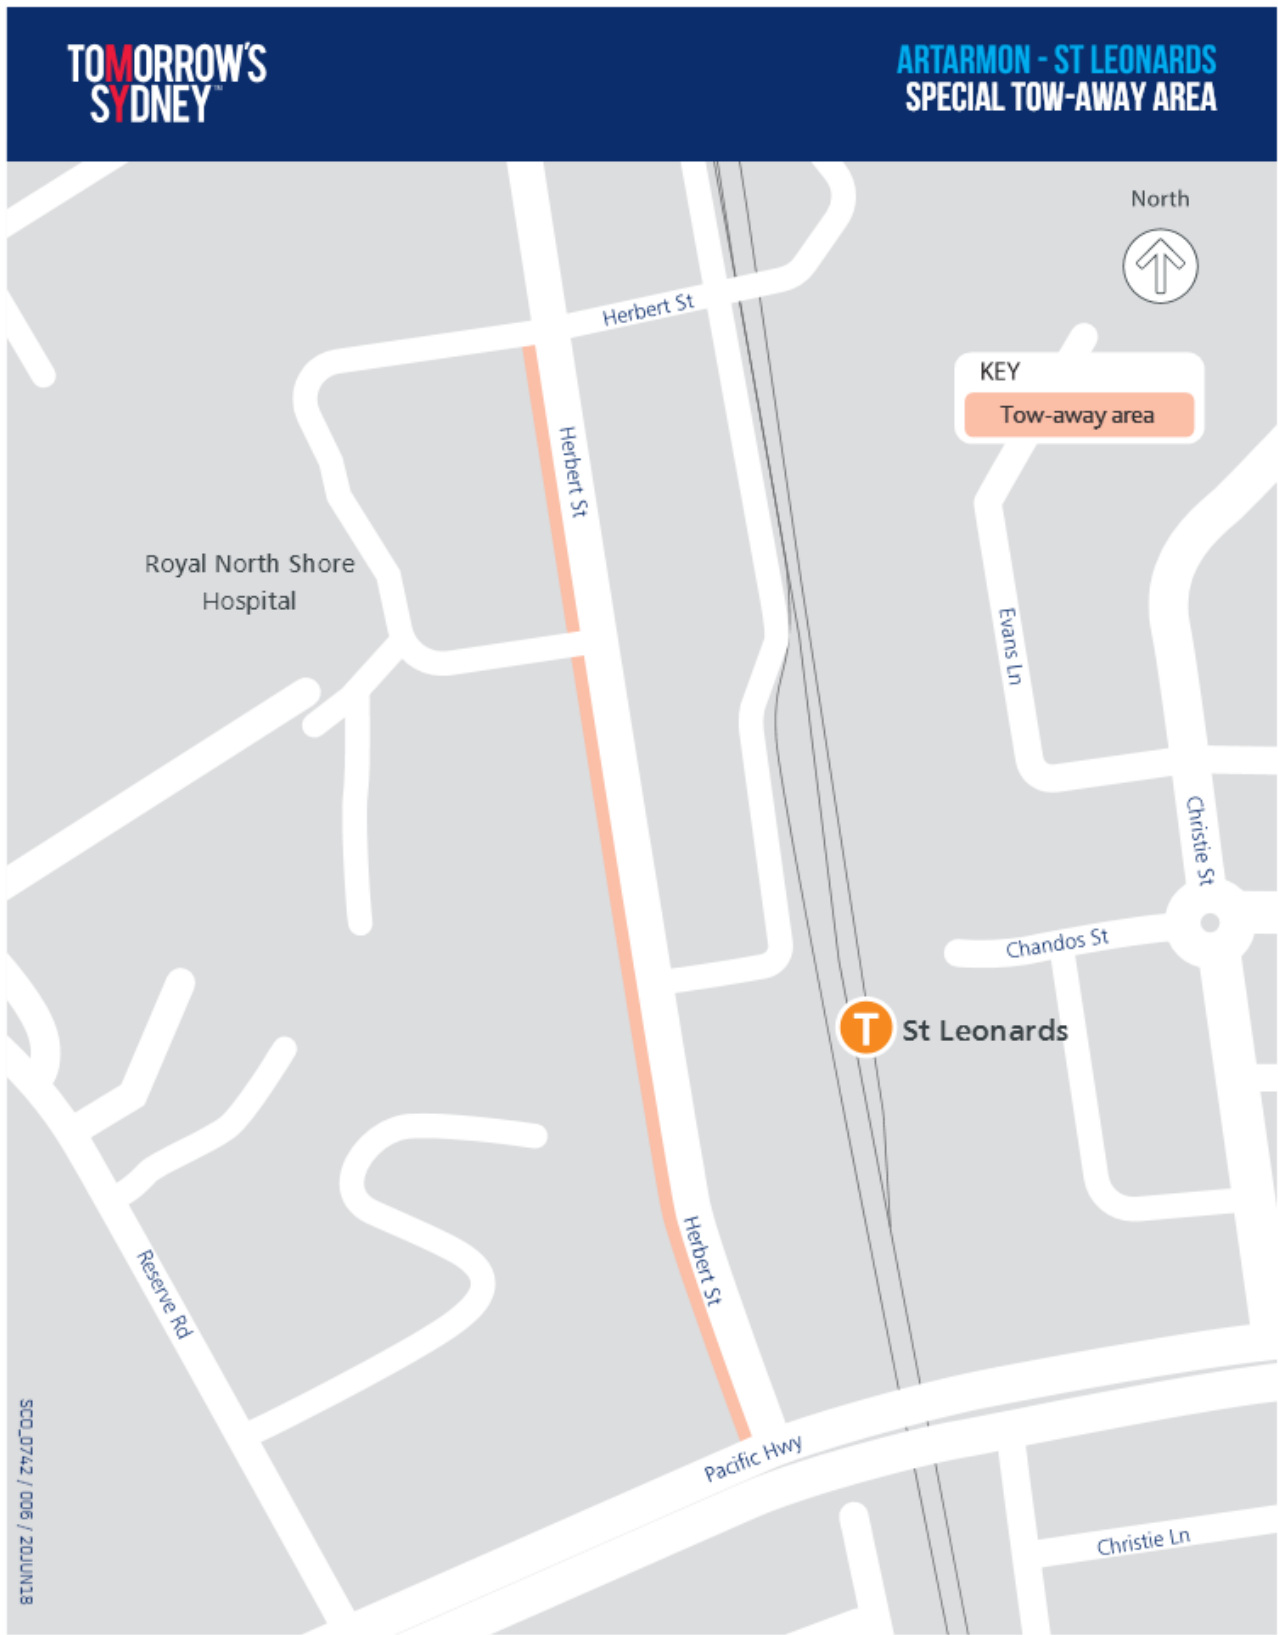 TOMORROW'S
SYDNEY™
ARTARMON - ST LEONARDS
SPECIAL TOW-AWAY AREA
North
Herbert St
KEY
Tow-away area
Herbert St
Royal North Shore
Hospital
Evans Ln
Christie St
Chandos St
T St Leonards
Herbert St
Reserve Rd
Pacific Hwy
Christie Ln
SCO_0742 / 006 / 20JUN18